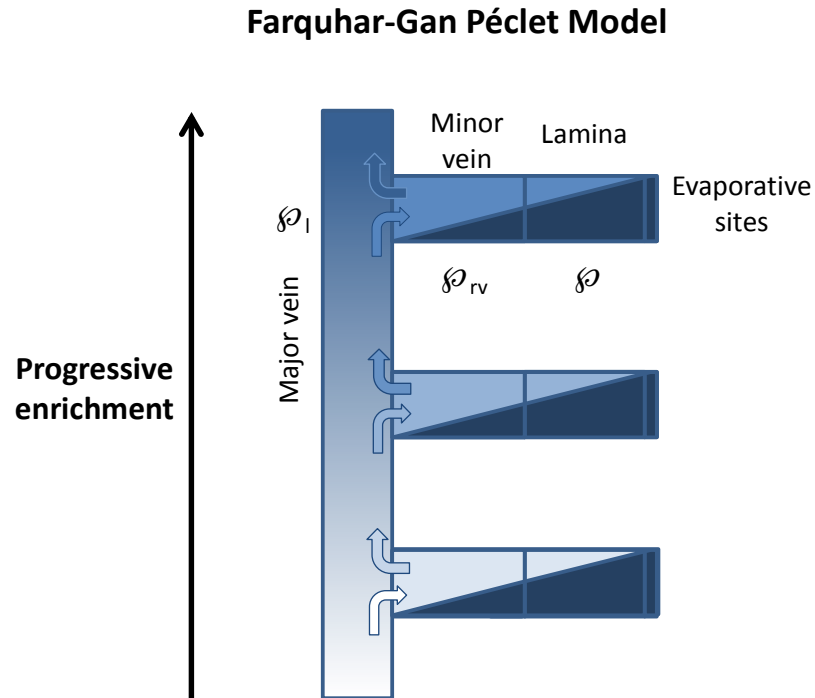 Farquhar-Gan Péclet Model
Minor
vein
Lamina
Evaporative
sites
℘l
℘rv
℘
Major vein
Progressive
enrichment